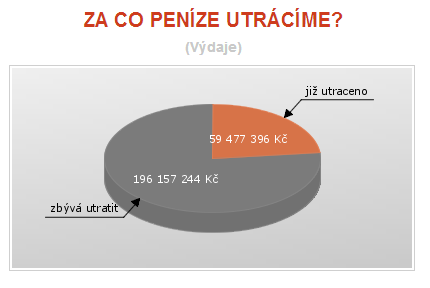 ZA CO PENÍZE UTRÁCÍME?
(Výdaje)
již utraceno
59 477 396 Kč
196 157 244 Kč
zbývá utratit